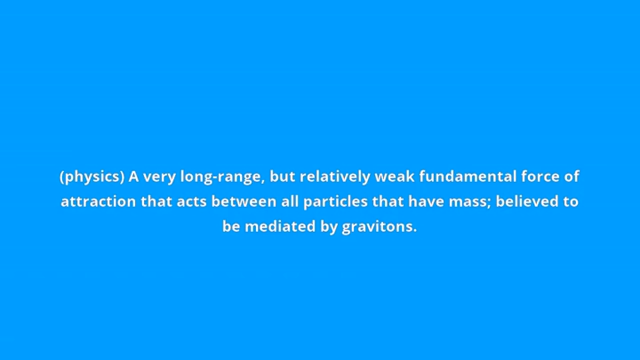 (physics) A very long-range, but relatively weak fundamental force of
attraction that acts between all particles that have mass; believed to
be mediated by gravitons.